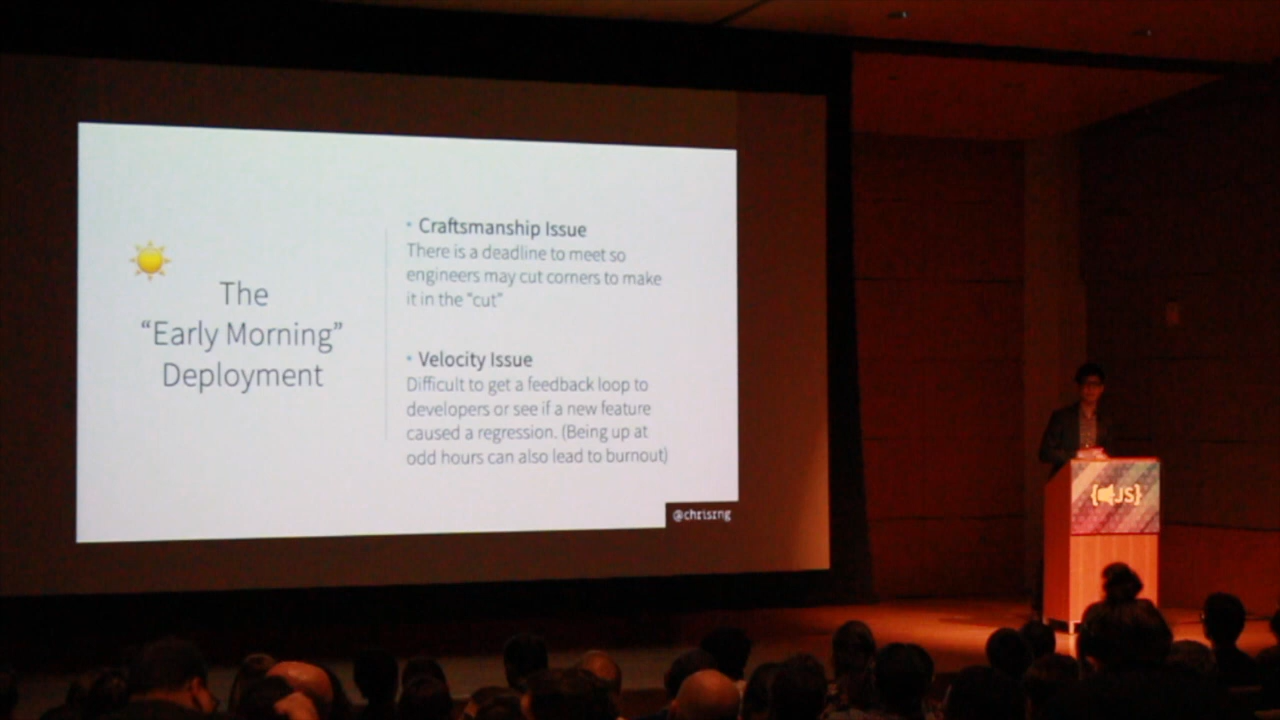 The
“Early Morning”
Deployment
• Craftsmanship Issue
There is a deadline to meet so
engineers may cut corners to make
it in the “cut”
• Velocity Issue
Difficult to get a feedback loop to
developers or see if a new feature
caused a regression. (Being up at
odd hours can also lead to burnout)
@chrisrng
{JS}